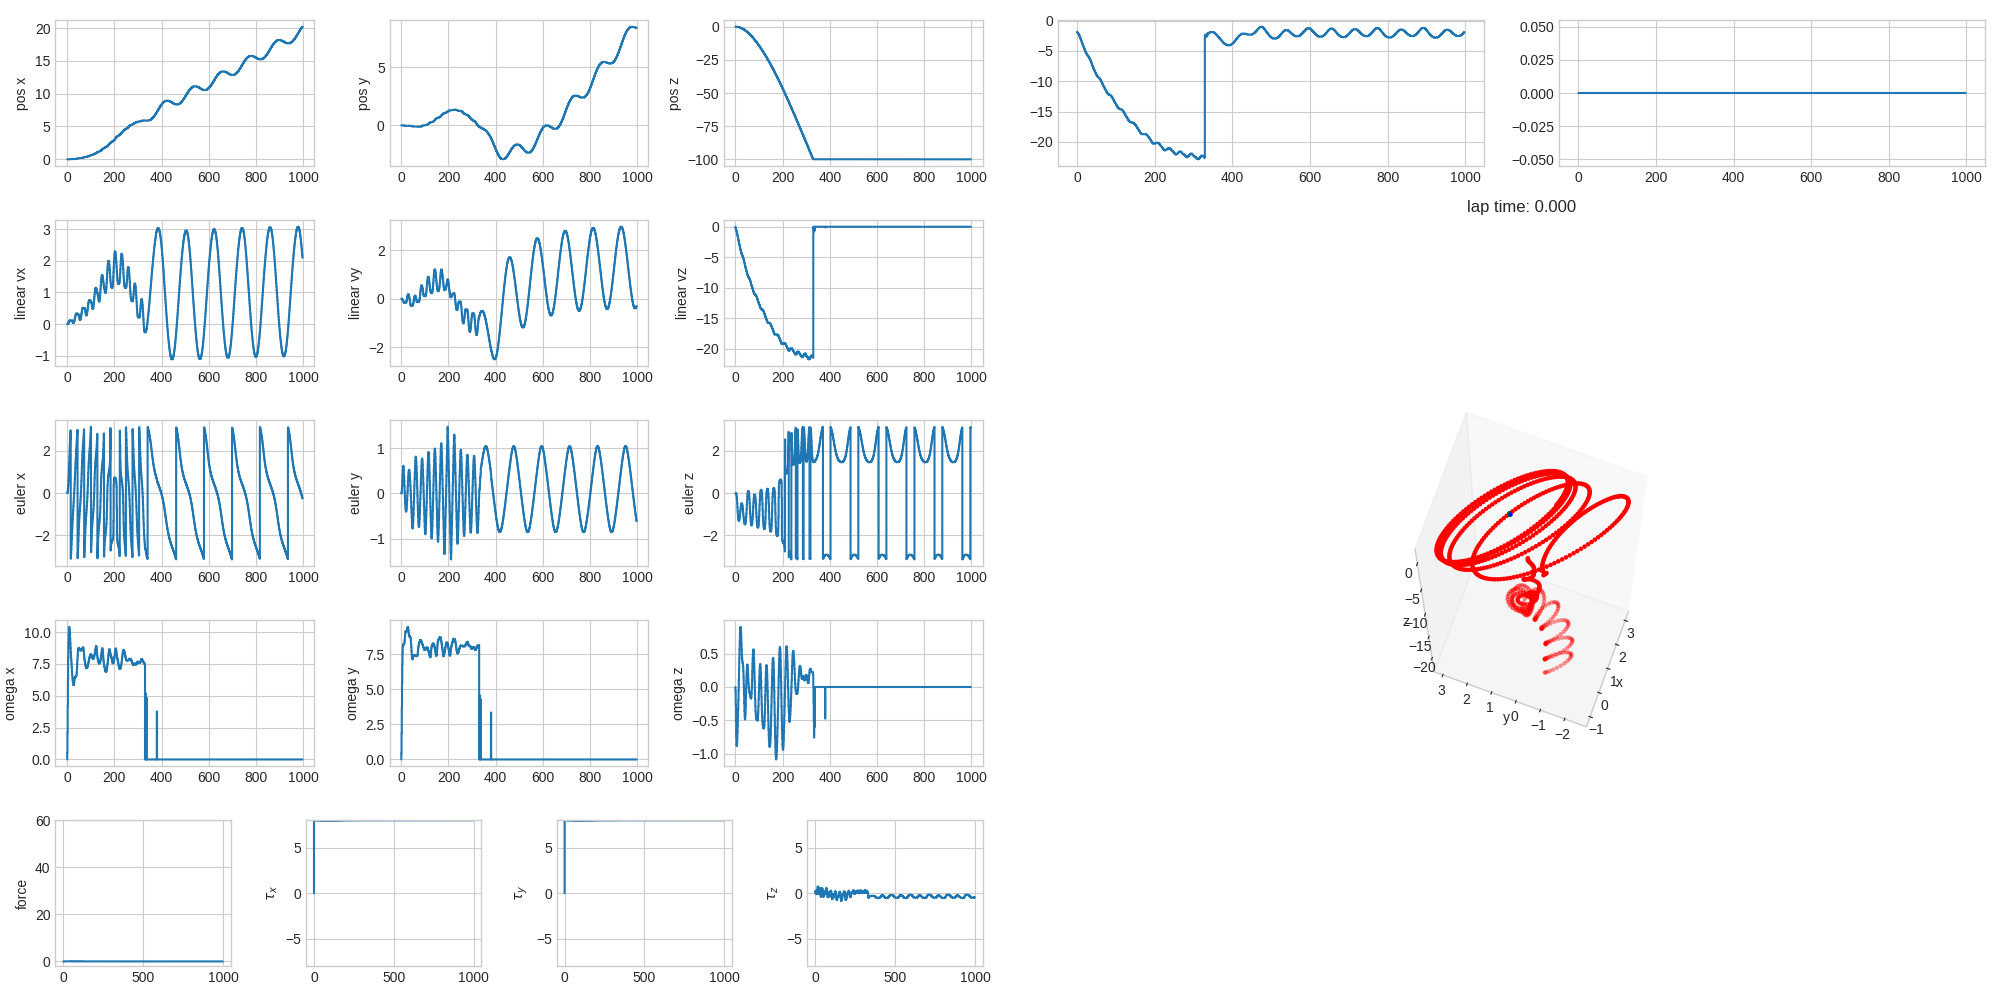 pos x
20
15
10
5
0
0 200 400 600 800 1000
pos y
5
0
0 200 400 600 800 1000
pos z
0
−25
−50
−75
−100
0 200 400 600 800 1000
0
−5
−10
−15
−20
0 200 400 600 800 1000
0.050
0.025
0.000
−0.025
−0.050
0 200 400 600 800 1000
linear vx
3
2
1
0
−1
0 200 400 600 800 1000
linear vy
2
0
−2
0 200 400 600 800 1000
linear vz
0
−5
−10
−15
−20
0 200 400 600 800 1000
lap time: 0.000
euler x
2
0
−2
0 200 400 600 800 1000
euler y
1
0
−1
0 200 400 600 800 1000
euler z
2
0
−2
0 200 400 600 800 1000
omega x
10.0
7.5
5.0
2.5
0.0
0 200 400 600 800 1000
omega y
7.5
5.0
2.5
0.0
0 200 400 600 800 1000
omega z
0.5
0.0
−0.5
−1.0
0 200 400 600 800 1000
z
0
−5
−10
−15
−20
y
3
2
1
0
−1
−2
x
3
2
1
0
−1
force
60
40
20
0
0 500 1000
τx
5
0
−5
0 500 1000
τy
5
0
−5
0 500 1000
τz
5
0
−5
0 500 1000